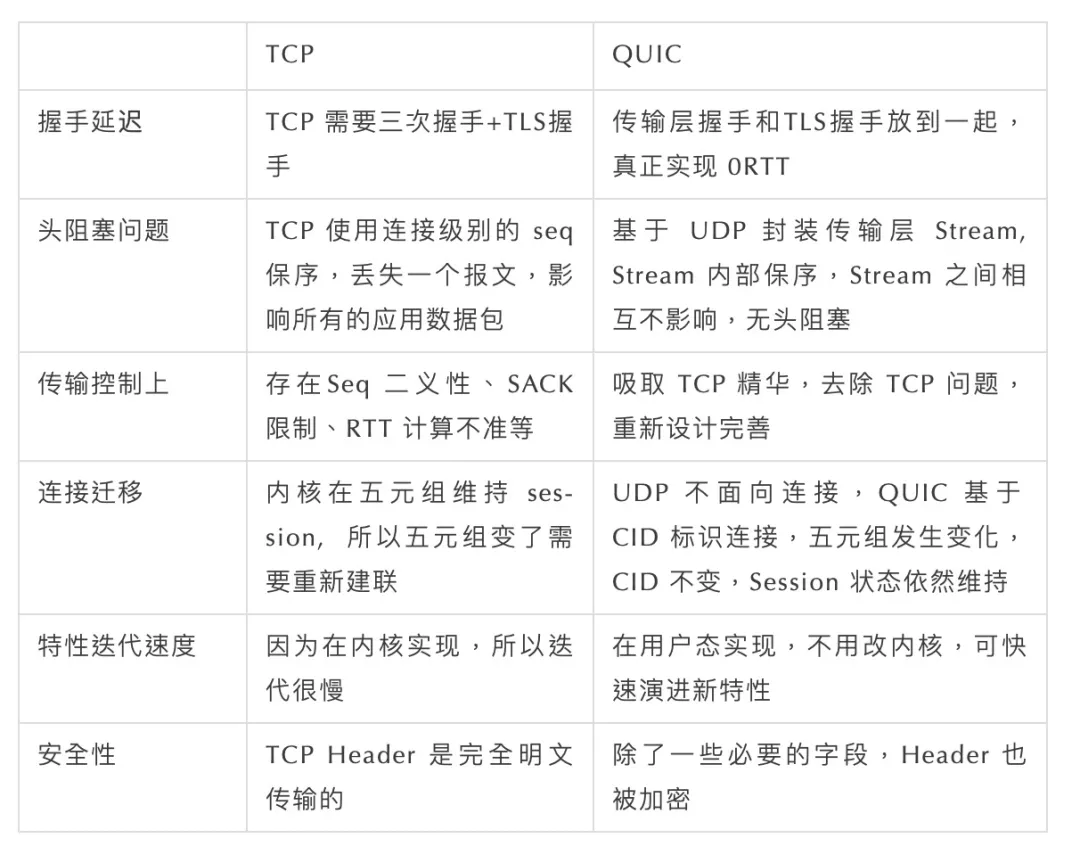 TCP
QUIC
握手延迟
TCP 需要三次握手+TLS握
手
传输层握手和TLS握手放到一起，
真正实现 0RTT
头阻塞问题
TCP 使用连接级别的 seq
保序，丢失一个报文，影
响所有的应用数据包
基于 UDP 封装传输层 Stream,
Stream 内部保序，Stream 之间相
互不影响，无头阻塞
传输控制上
存在Seq 二义性、SACK
限制、RTT 计算不准等
吸取 TCP 精华，去除 TCP 问题，
重新设计完善
连接迁移
内核在五元组维持 ses-
sion, 所以五元组变了需
要重新建联
UDP 不面向连接，QUIC 基于
CID 标识连接，五元组发生变化，
CID 不变，Session 状态依然维持
特性迭代速度
因为在内核实现，所以迭
代很慢
在用户态实现，不用改内核，可快
速演进新特性
安全性
TCP Header 是完全明文
传输的
除了一些必要的字段，Header 也
被加密